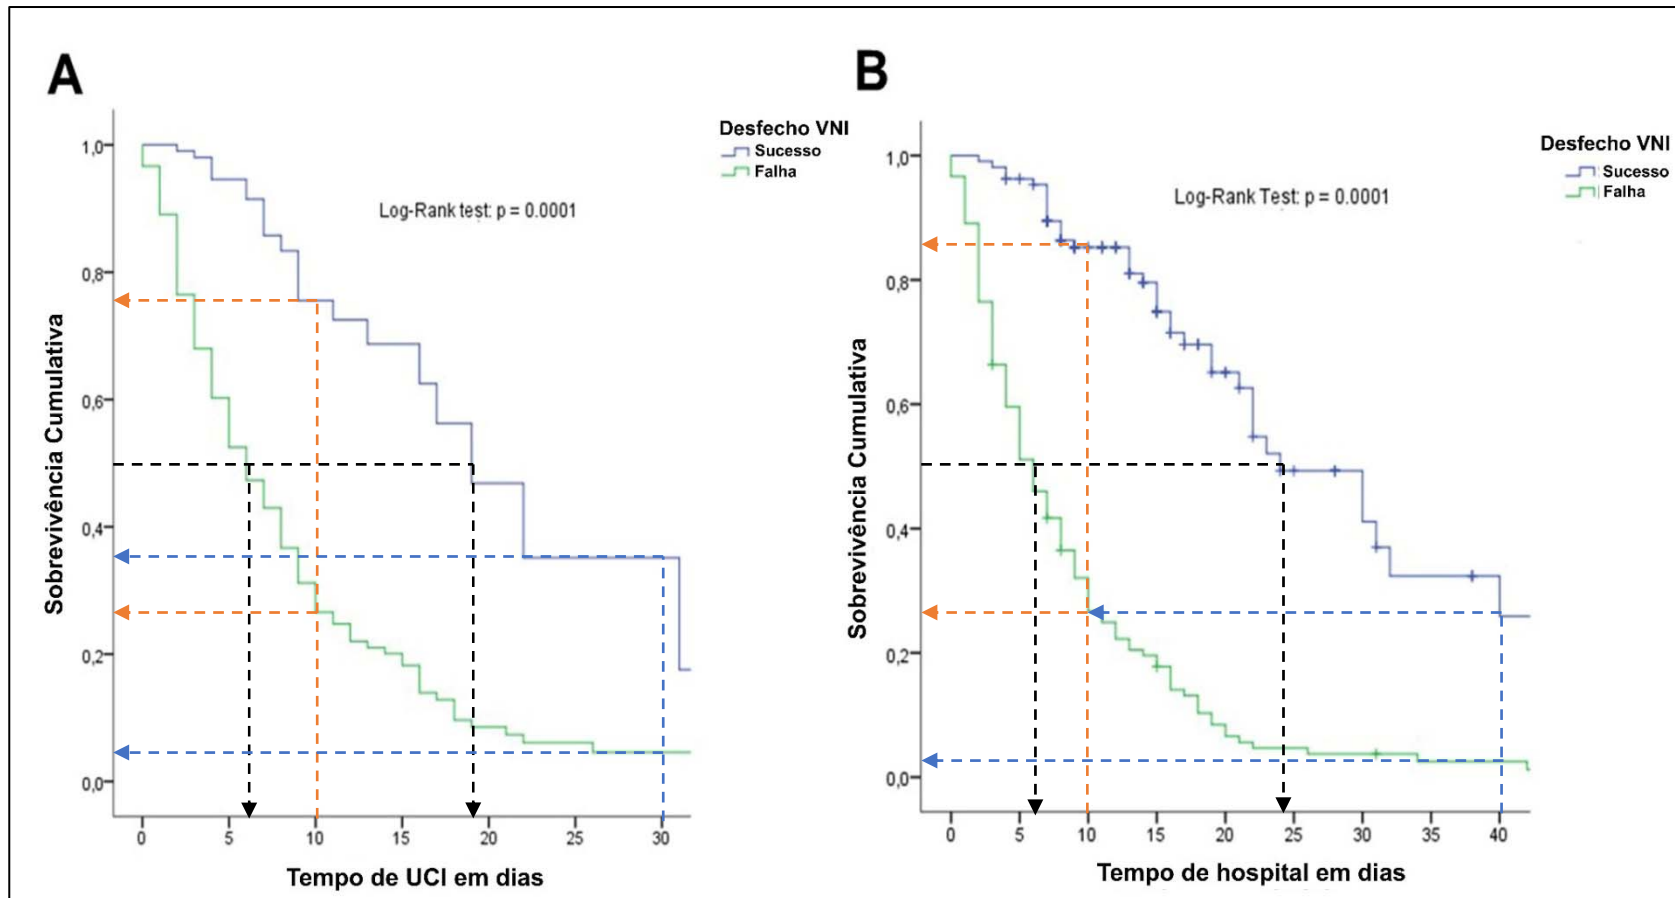 A
Desfecho VNI
Sucesso
Falha
Log-Rank test: p = 0.0001
Sobrevivência Cumulativa
1,0
0,8
0,6
0,4
0,2
0,0
0 5 10 15 20 25 30
Tempo de UCI em dias
B
Desfecho VNI
Sucesso
Falha
Log-Rank Test: p = 0.0001
Sobrevivência Cumulativa
1,0
0,8
0,6
0,4
0,2
0,0
0 5 10 15 20 25 30 35 40
Tempo de hospital em dias